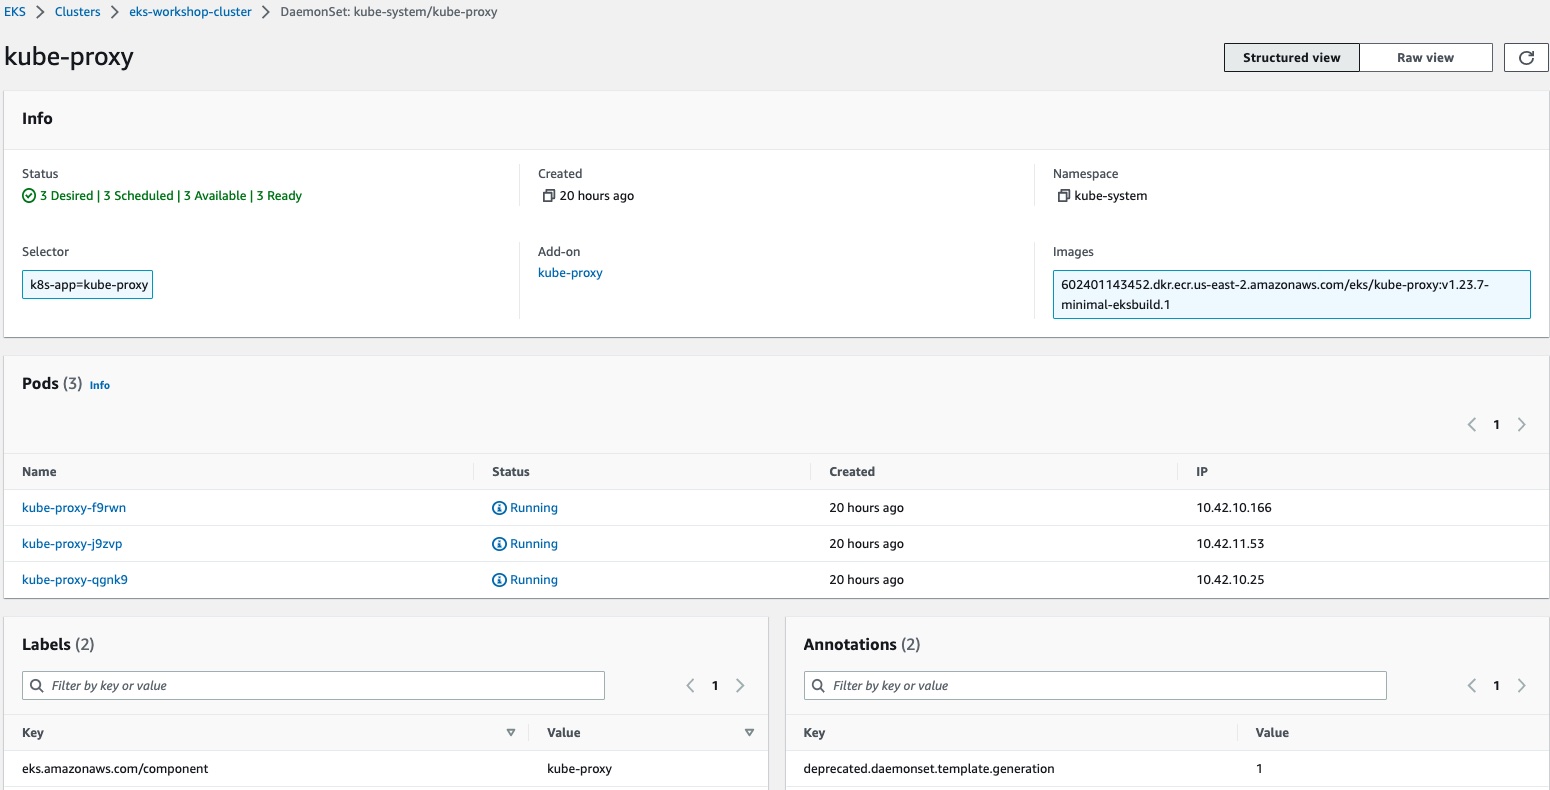 EKS > Clusters > eks-workshop-cluster > DaemonSet: kube-system/kube-proxy
kube-proxy
Structured view
Raw view
Info
Status
3 Desired | 3 Scheduled | 3 Available | 3 Ready
Created
20 hours ago
Namespace
kube-system
Selector
k8s-app=kube-proxy
Add-on
kube-proxy
Images
602401143452.dkr.ecr.us-east-2.amazonaws.com/eks/kube-proxy:v1.23.7-
minimal-eksbuild.1
Pods (3) Info
1
Name Status Created IP
kube-proxy-f9rwn Running 20 hours ago 10.42.10.166
kube-proxy-j9zvp Running 20 hours ago 10.42.11.53
kube-proxy-qgnk9 Running 20 hours ago 10.42.10.25
Labels (2)
Filter by key or value
1
Key Value
eks.amazonaws.com/component kube-proxy
Annotations (2)
Filter by key or value
1
Key Value
deprecated.daemonset.template.generation 1